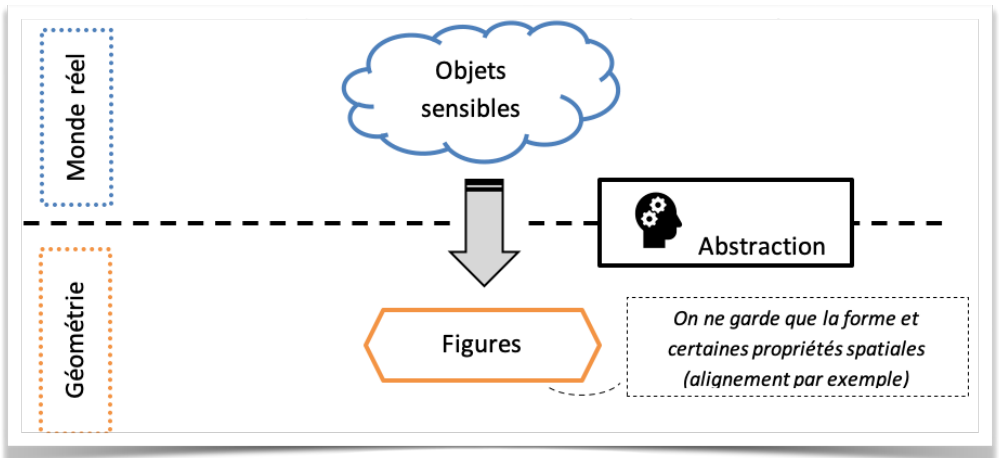 Monde réel
Objets
sensibles
Abstraction
Géométrie
Figures
On ne garde que la forme et
certaines propriétés spatiales
(alignement par exemple)